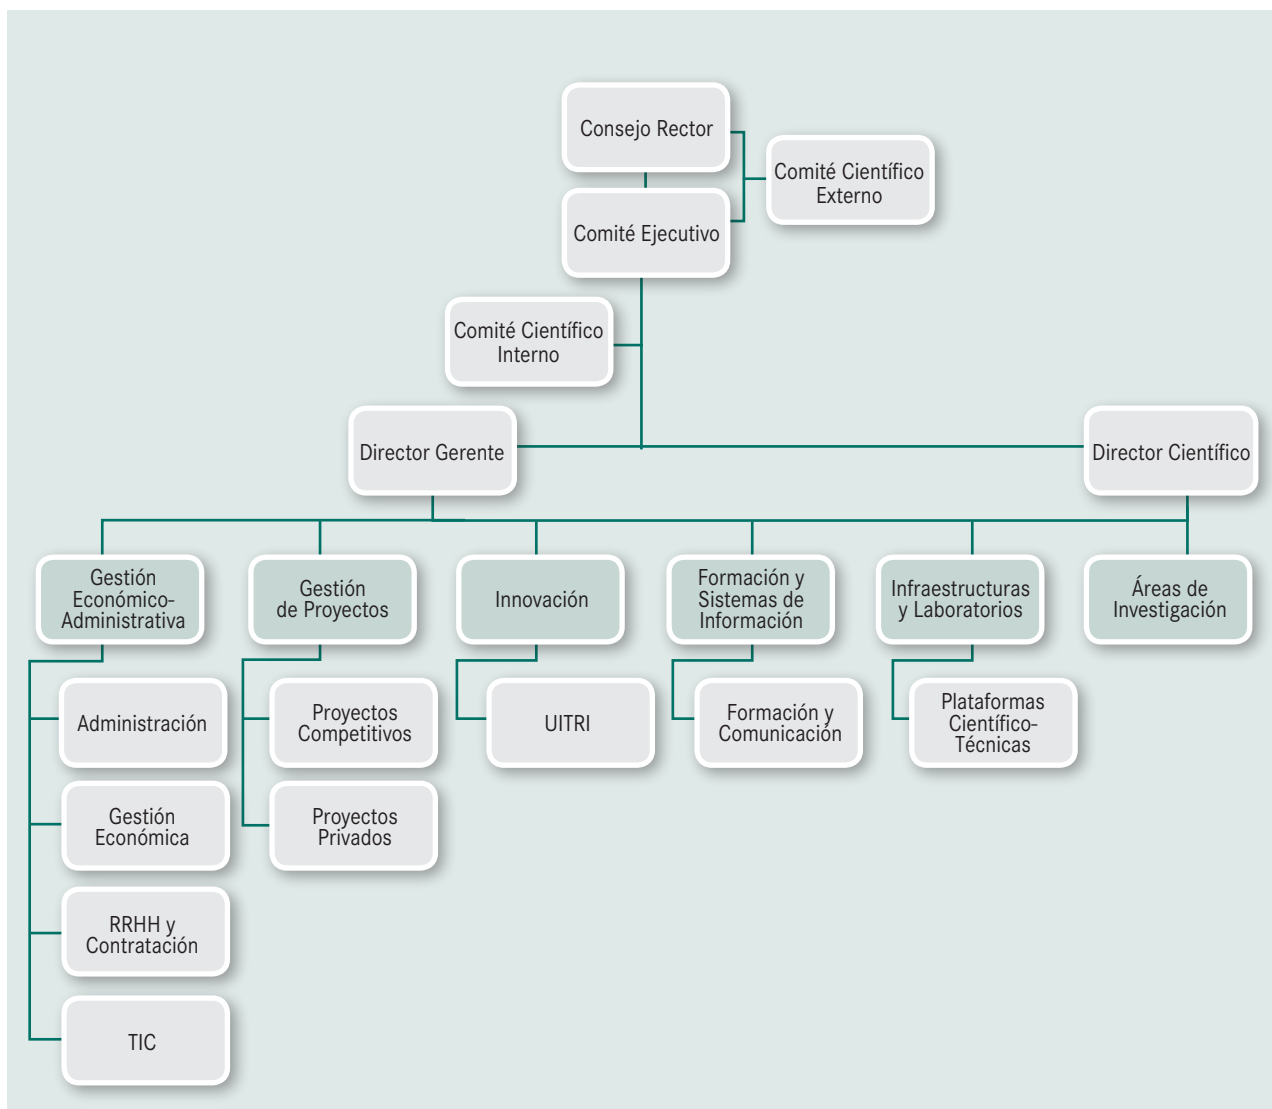 Consejo Rector
Comité Científico
Externo
Comité Ejecutivo
Comité Científico
Interno
Director Gerente
Director Científico
Gestión
Económico-
Administrativa
Gestión
de Proyectos
Innovación
Formación y
Sistemas de
Información
Infraestructuras
y Laboratorios
Áreas de
Investigación
Administración
Proyectos
Competitivos
UITRI
Formación y
Comunicación
Plataformas
Científico-
Técnicas
Gestión
Económica
Proyectos
Privados
RRHH y
Contratación
TIC